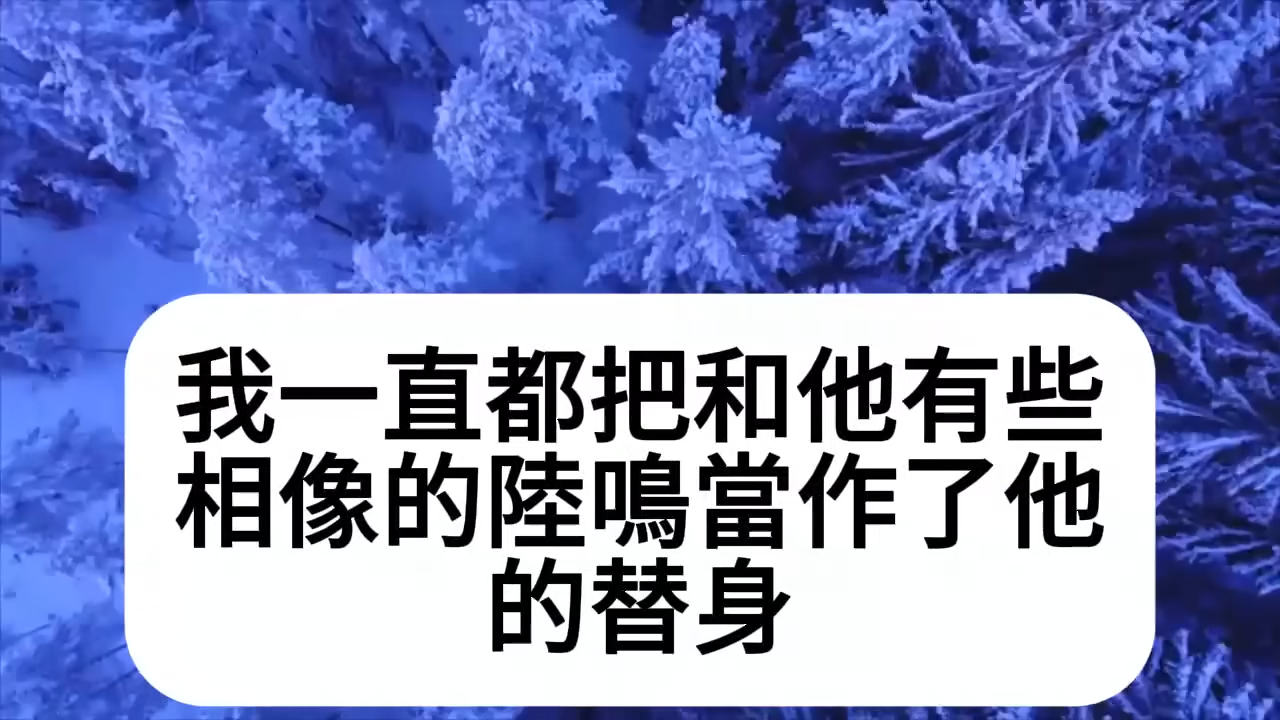 我一直都把和他有些
相像的陸鳴當作了他
的替身